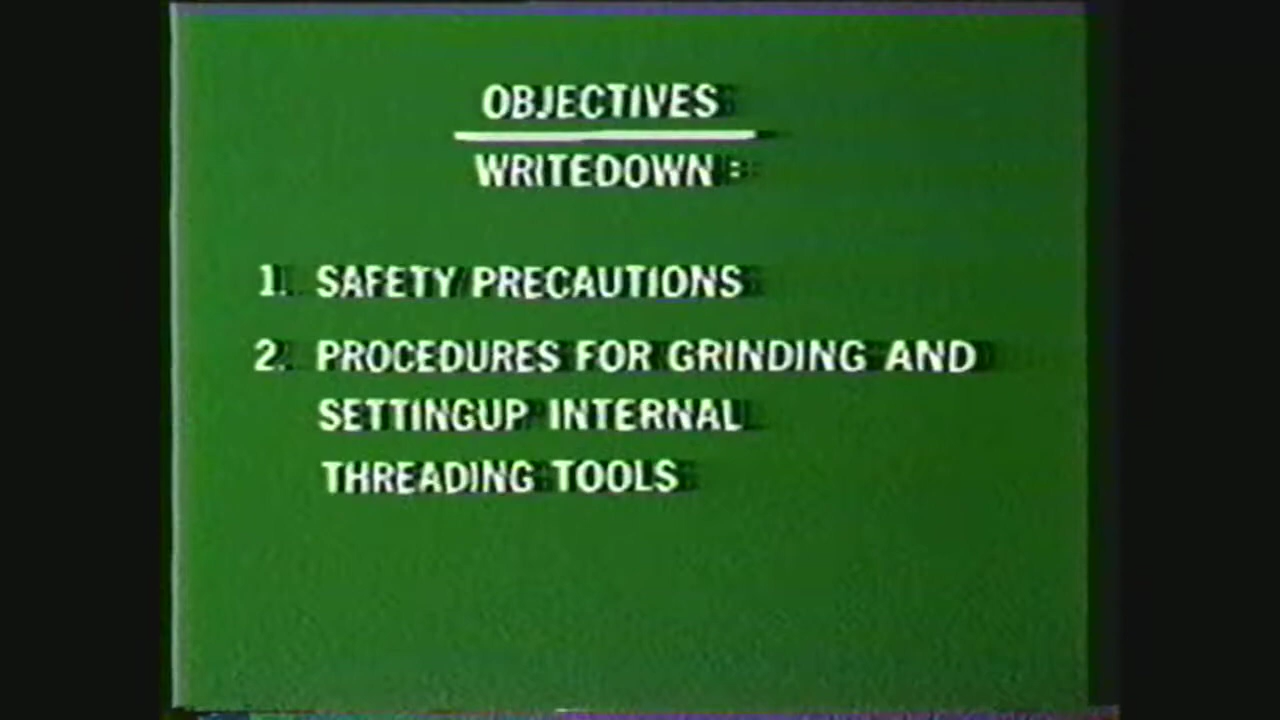 OBJECTIVES
WRITEDOWN :
1. SAFETY PRECAUTIONS
2. PROCEDURES FOR GRINDING AND
SETTINGUP INTERNAL
THREADING TOOLS